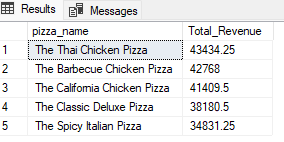 Results Messages
pizza_name Total_Revenue
1 The Thai Chicken Pizza 43434.25
2 The Barbecue Chicken Pizza 42768
3 The California Chicken Pizza 41409.5
4 The Classic Deluxe Pizza 38180.5
5 The Spicy Italian Pizza 34831.25